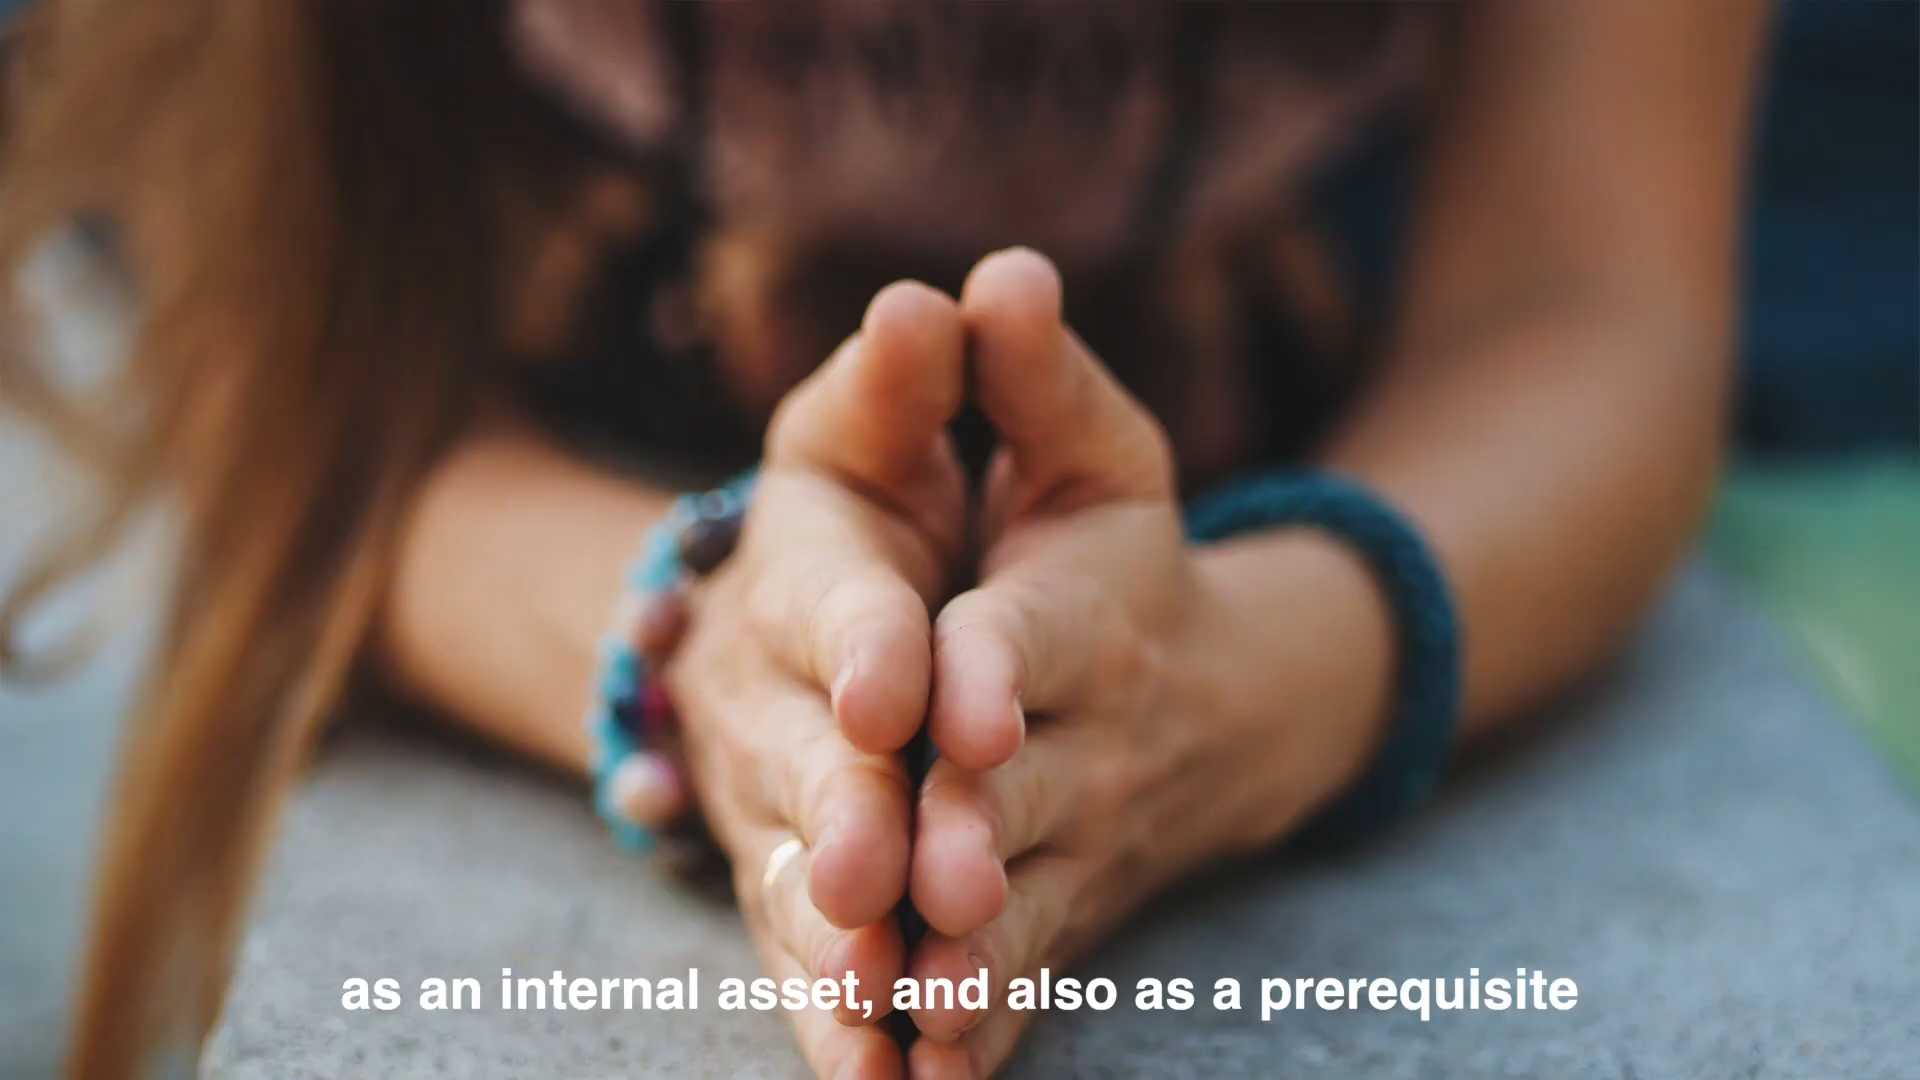 as an internal asset, and also as a prerequisite